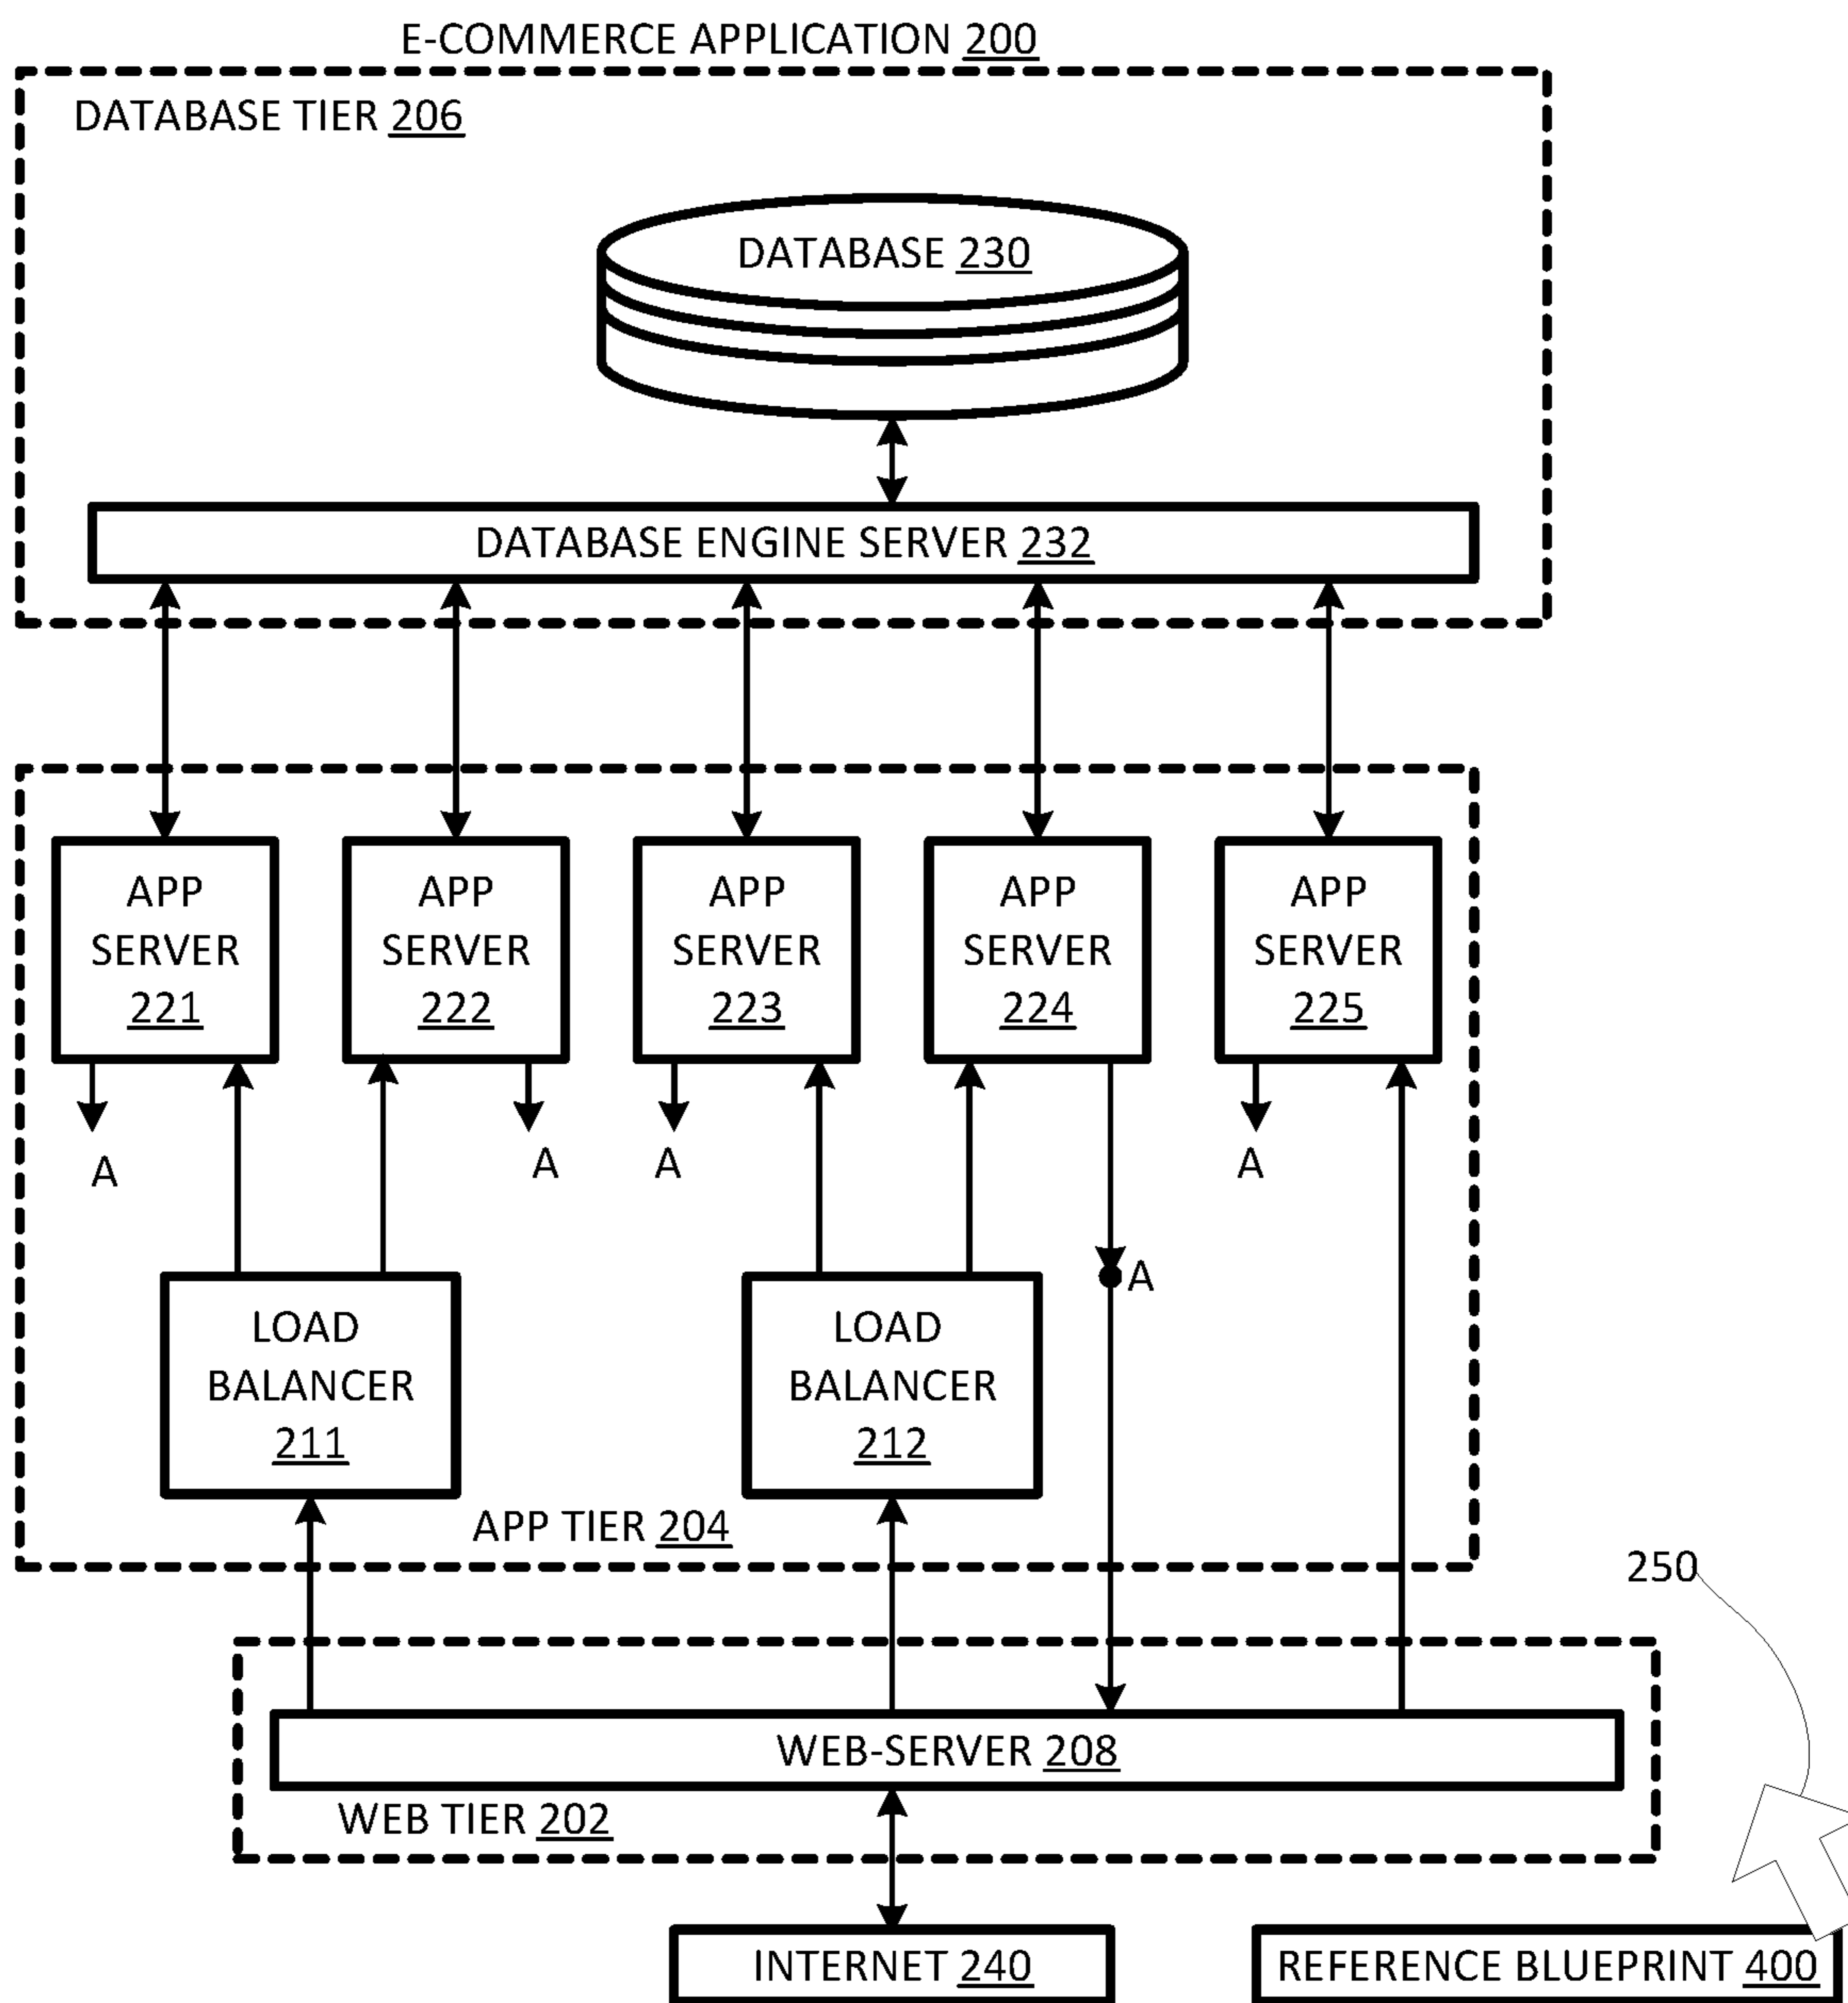 E-COMMERCE APPLICATION 200
DATABASE TIER 206
DATABASE 230
DATABASE ENGINE SERVER 232
APP
SERVER
221
APP
SERVER
222
APP
SERVER
223
APP
SERVER
224
APP
SERVER
225
A
A
A
A
A
LOAD
BALANCER
211
LOAD
BALANCER
212
APP TIER 204
250
WEB-SERVER 208
WEB TIER 202
INTERNET 240
REFERENCE BLUEPRINT 400